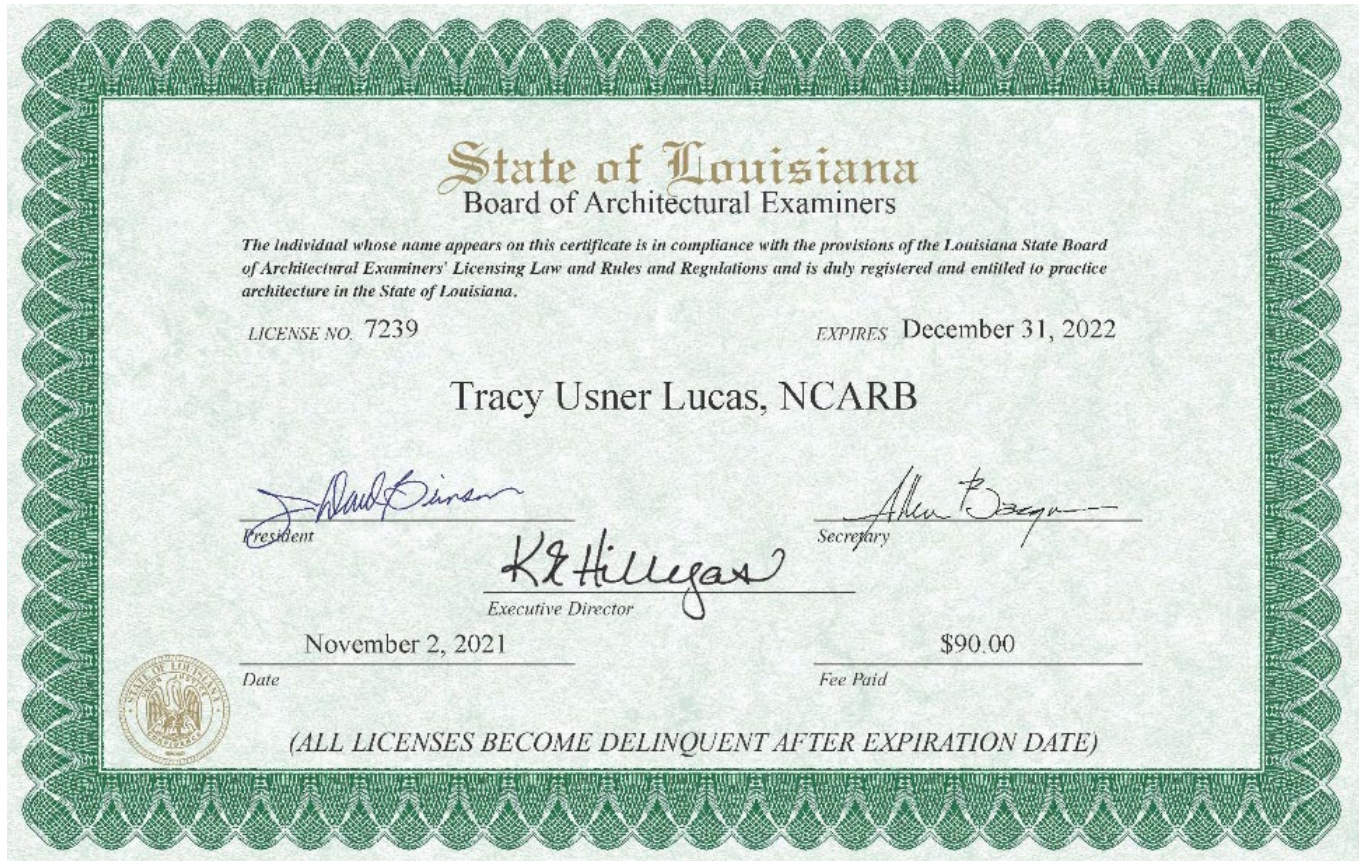 State of Louisiana
Board of Architectural Examiners
The individual whose name appears on this certificate is in compliance with the provisions of the Louisiana State Board
of Architectural Examiners' Licensing Law and Rules and Regulations and is duly registered and entitled to practice
architecture in the State of Louisiana.
LICENSE NO. 7239 EXPIRES December 31, 2022
Tracy Usner Lucas, NCARB
President Secretary
K E Hillegas
Executive Director
November 2, 2021 $90.00
Date Fee Paid
STATE OF LOUISIANA
(ALL LICENSES BECOME DELINQUENT AFTER EXPIRATION DATE)